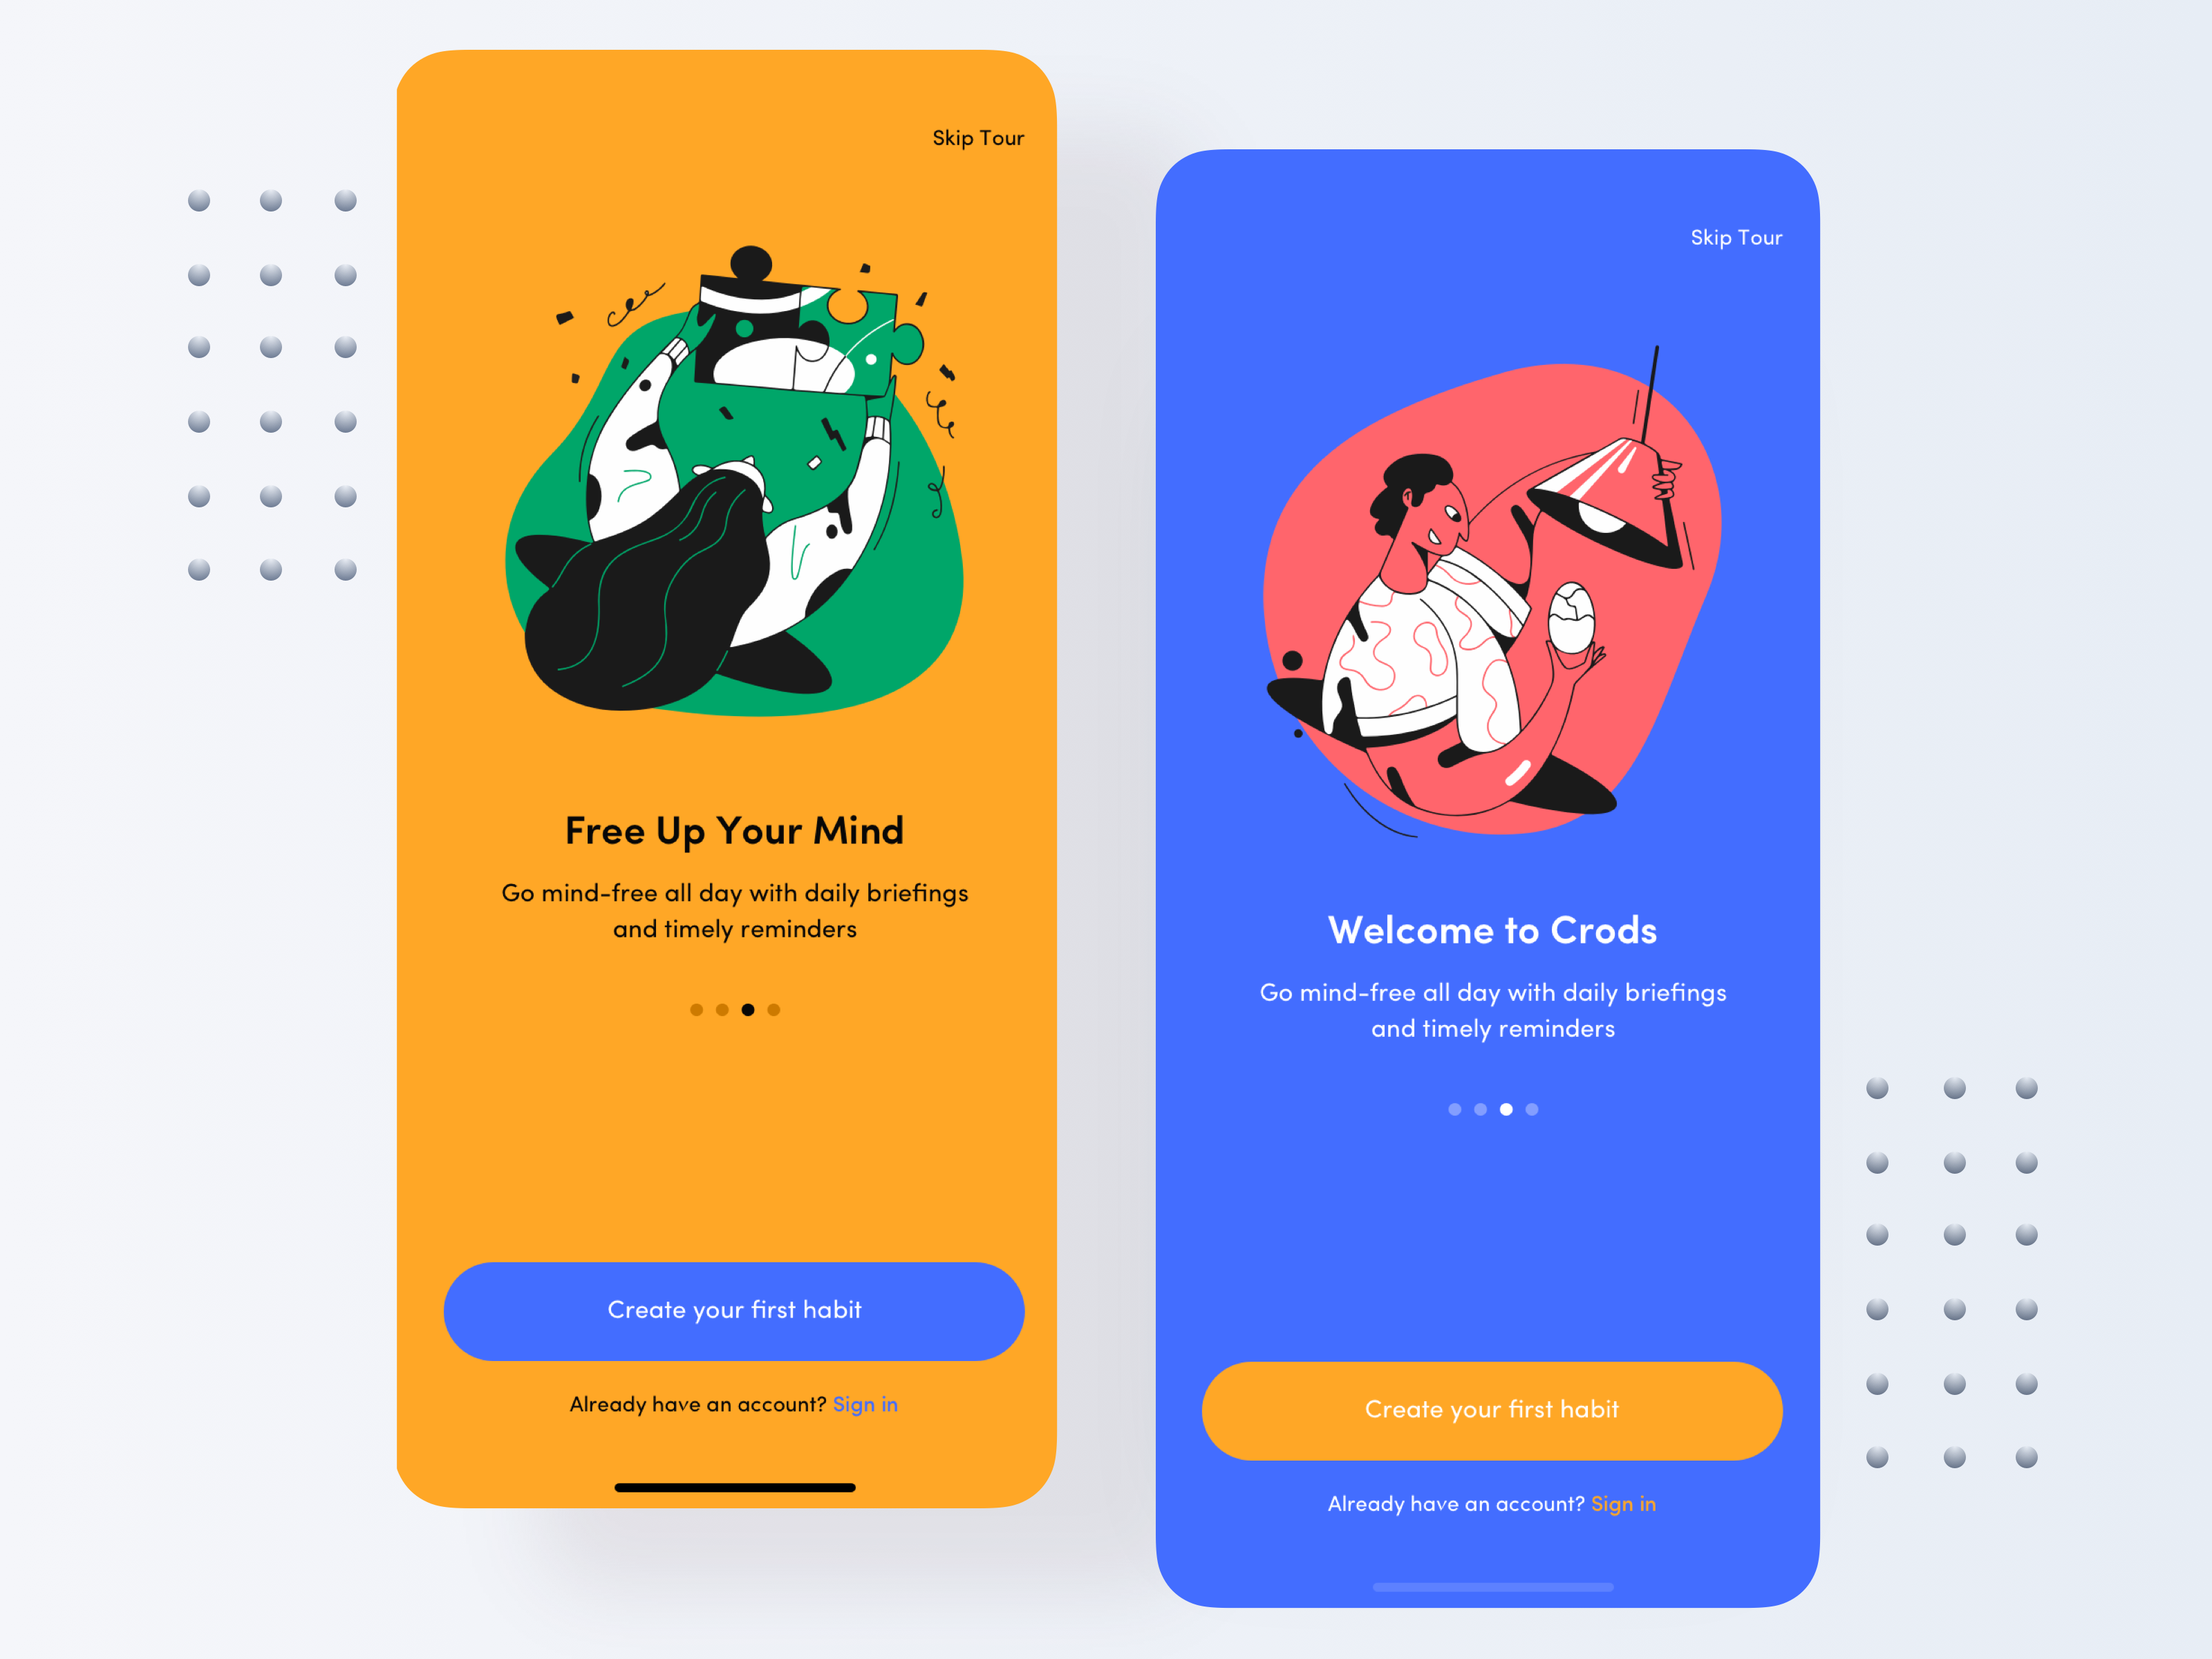 Skip Tour
Free Up Your Mind
Go mind-free all day with daily briefings
and timely reminders
Create your first habit
Already have an account? Sign in
Skip Tour
Welcome to Crods
Go mind-free all day with daily briefings
and timely reminders
Create your first habit
Already have an account? Sign in